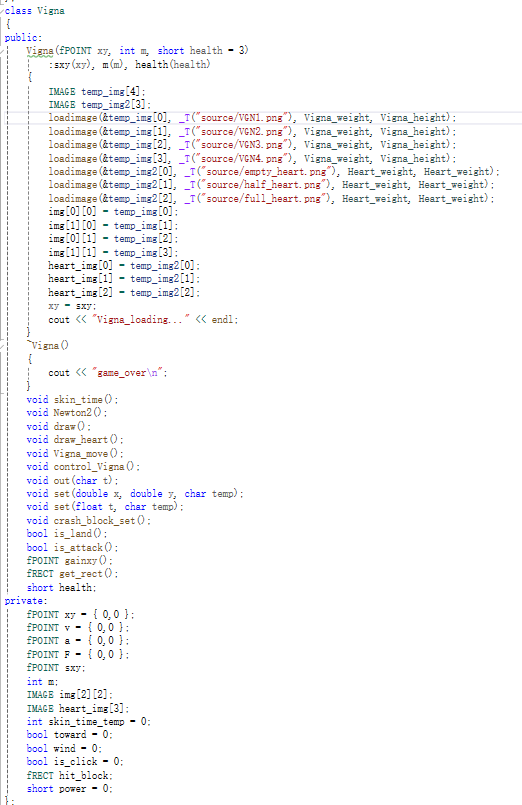 class Vigna
{
public:
    Vigna(fPOINT xy, int m, short health = 3)
        :sxy(xy), m(m), health(health)
    {
        IMAGE temp_img[4];
        IMAGE temp_img2[3];
        loadimage(&temp_img[0], _T("source/VGN1.png"), Vigna_weight, Vigna_height);
        loadimage(&temp_img[1], _T("source/VGN2.png"), Vigna_weight, Vigna_height);
        loadimage(&temp_img[2], _T("source/VGN3.png"), Vigna_weight, Vigna_height);
        loadimage(&temp_img[3], _T("source/VGN4.png"), Vigna_weight, Vigna_height);
        loadimage(&temp_img2[0], _T("source/empty_heart.png"), Heart_weight, Heart_weight);
        loadimage(&temp_img2[1], _T("source/half_heart.png"), Heart_weight, Heart_weight);
        loadimage(&temp_img2[2], _T("source/full_heart.png"), Heart_weight, Heart_weight);
        img[0][0] = temp_img[0];
        img[1][0] = temp_img[1];
        img[0][1] = temp_img[2];
        img[1][1] = temp_img[3];
        heart_img[0] = temp_img2[0];
        heart_img[1] = temp_img2[1];
        heart_img[2] = temp_img2[2];
        xy = sxy;
        cout << "Vigna_loading..." << endl;
    }
    ~Vigna()
    {
        cout << "game_over\n";
    }
    void skin_time();
    void Newton2();
    void draw();
    void draw_heart();
    void Vigna_move();
    void control_Vigna();
    void out(char t);
    void set(double x, double y, char temp);
    void set(float t, char temp);
    void crash_block_set();
    bool is_land();
    bool is_attack();
    fPOINT gainxy();
    fRECT get_rect();
    short health;
private:
    fPOINT xy = { 0,0 };
    fPOINT v = { 0,0 };
    fPOINT a = { 0,0 };
    fPOINT F = { 0,0 };
    fPOINT sxy;
    int m;
    IMAGE img[2][2];
    IMAGE heart_img[3];
    int skin_time_temp = 0;
    bool toward = 0;
    bool wind = 0;
    bool is_click = 0;
    fRECT hit_block;
    short power = 0;
};